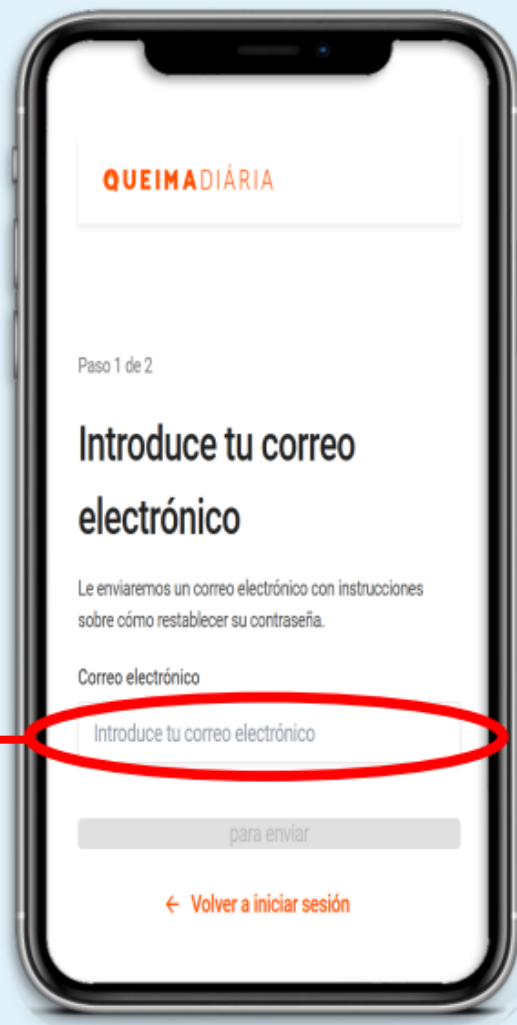 QUEIMADIÁRIA
Paso 1 de 2
Introduce tu correo
electrónico
Le enviaremos un correo electrónico con instrucciones
sobre cómo restablecer su contraseña.
Correo electrónico
Introduce tu correo electrónico
para enviar
← Volver a iniciar sesión